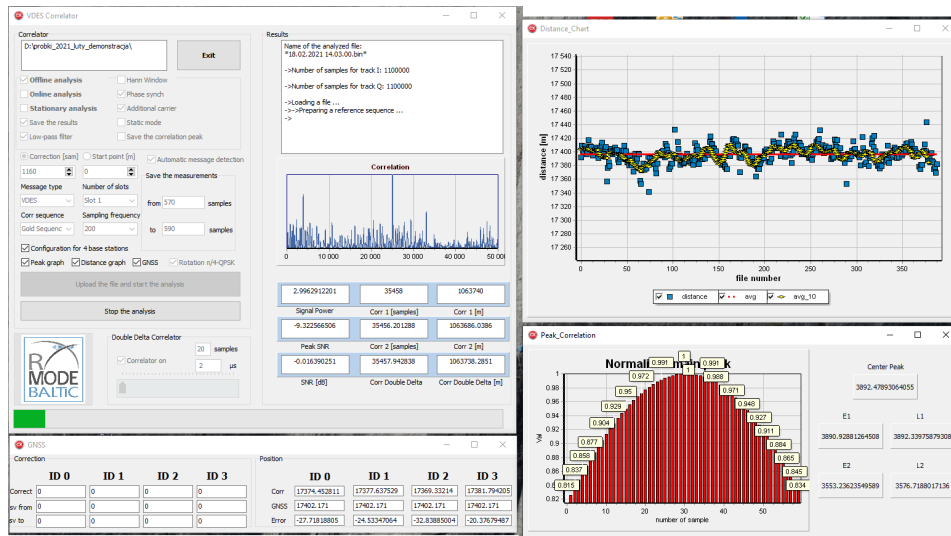 VDES Correlator
Correlator
D:\probki_2021_luty_demonstracja\
Exit
Offline analysis
Hann Window
Online analysis
Phase synch
Stationary analysis
Additional carrier
Save the results
Static mode
Low-pass filter
Save the correlation peak
Correction [sam]
Start point [m]
Automatic message detection
1160
0
Save the measurements
Message type
Number of slots
VDES
Slot 1
from 570 samples
Corr sequence
Sampling frequency
Gold Sequenc
200
to 590 samples
Configuration for 4 base stations
Peak graph
Distance graph
GNSS
Rotation π/4-QPSK
Upload the file and start the analysis
Stop the analysis
R
MODE
BALTIC
Double Delta Correlator
20 samples
Correlator on
2 μs
Results
Name of the analyzed file:
"18.02.2021 14.03.00.bin"
->Number of samples for track I: 1100000
->Number of samples for track Q: 1100000
->Loading a file ...
->->Preparing a reference sequence ...
->
Correlation
0 10 000 20 000 30 000 40 000 50 00
2.9962912201 35458 1063740
Signal Power Corr 1 [samples] Corr 1 [m]
-9.322566506 35456.201288 1063686.0386
Peak SNR Corr 2 [samples] Corr 2 [m]
-0.016390251 35457.942838 1063738.2851
SNR [dB] Corr Double Delta Corr Double Delta [m]
GNSS
Correction
ID 0 ID 1 ID 2 ID 3
Correct 0 0 0 0
sv from 0 0 0 0
sv to 0 0 0 0
Position
ID 0 ID 1 ID 2 ID 3
Corr 17374.452811 17377.637529 17369.33214 17381.794205
GNSS 17402.171 17402.171 17402.171 17402.171
Error -27.71818805 -24.53347064 -32.83885004 -20.37679487
Distance_Chart
17 540
17 520
17 500
17 480
17 460
17 440
17 420
17 400
17 380
17 360
17 340
17 320
17 300
17 280
17 260
distance [m]
0 50 100 150 200 250 300 350
file number
distance avg avg_10
Peak_Correlation
1
0.98
0.96
0.94
0.92
0.9
0.88
0.86
0.82
Val
0.815
0.837
0.858
0.877
0.904
0.929
0.95
0.972
0.991
1
1
0.991
0.988
0.971
0.948
0.927
0.911
0.884
0.865
0.845
0.834
0 10 20 30 40 50
number of sample
Center Peak
3892.47893064055
E1 L1
3890.92881264508 3892.33975879308
E2 L2
3553.23623549589 3576.7188017136